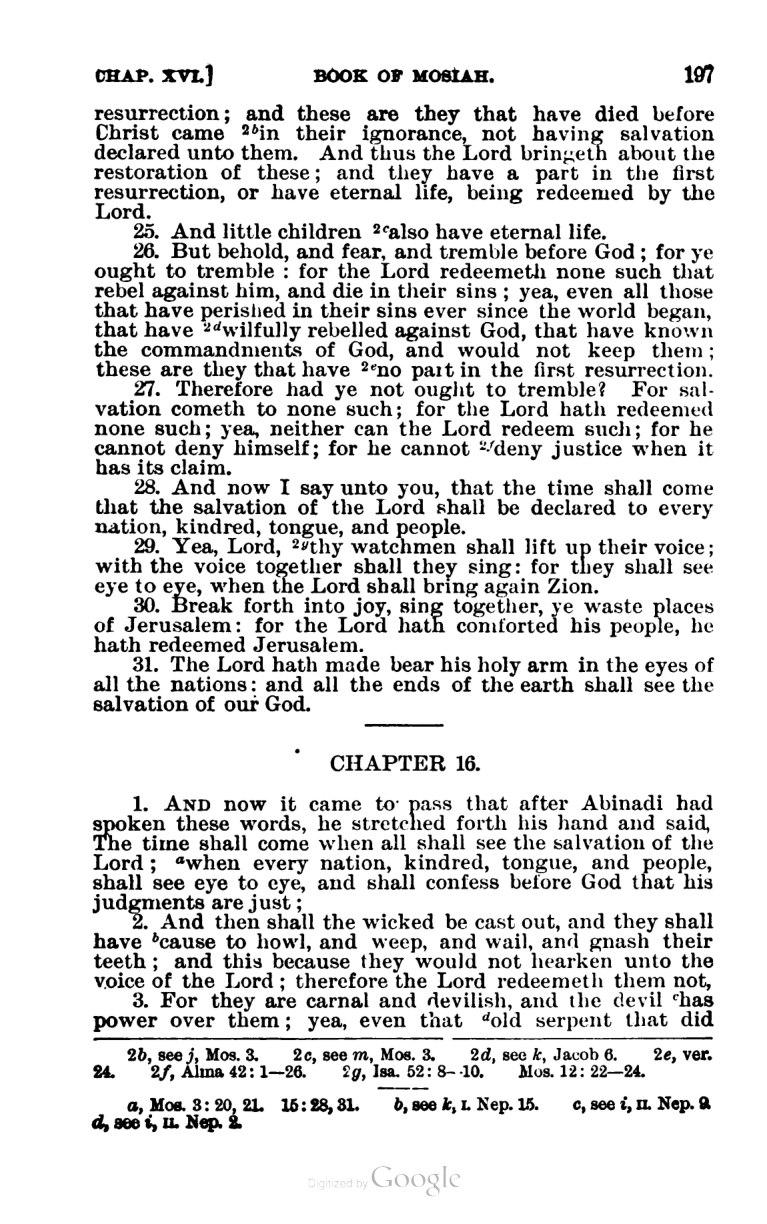 CHAP. XVI.] BOOK OF MOSIAH. 197
resurrection; and these are they that have died before
Christ came 2bin their ignorance, not having salvation
declared unto them. And thus the Lord bringeth about the
restoration of these; and they have a part in the first
resurrection, or have eternal life, being redeemed by the
Lord.
25. And little children 2calso have eternal life.
26. But behold, and fear, and tremble before God; for ye
ought to tremble: for the Lord redeemeth none such that
rebel against him, and die in their sins; yea, even all those
that have perished in their sins ever since the world began,
that have 2dwilfully rebelled against God, that have known
the commandments of God, and would not keep them;
these are they that have 2eno part in the first resurrection.
27. Therefore had ye not ought to tremble? For sal-
vation cometh to none such; for the Lord hath redeemed
none such; yea, neither can the Lord redeem such; for he
cannot deny himself; for he cannot 2fdeny justice when it
has its claim.
28. And now I say unto you, that the time shall come
that the salvation of the Lord shall be declared to every
nation, kindred, tongue, and people.
29. Yea, Lord, 2gthy watchmen shall lift up their voice;
with the voice together shall they sing: for they shall see
eye to eye, when the Lord shall bring again Zion.
30. Break forth into joy, sing together, ye waste places
of Jerusalem: for the Lord hath comforted his people, he
hath redeemed Jerusalem.
31. The Lord hath made bear his holy arm in the eyes of
all the nations: and all the ends of the earth shall see the
salvation of our God.
CHAPTER 16.
1. AND now it came to pass that after Abinadi had
spoken these words, he stretched forth his hand and said,
The time shall come when all shall see the salvation of the
Lord; awhen every nation, kindred, tongue, and people,
shall see eye to eye, and shall confess before God that his
judgments are just;
2. And then shall the wicked be cast out, and they shall
have bcause to howl, and weep, and wail, and gnash their
teeth; and this because they would not hearken unto the
voice of the Lord; therefore the Lord redeemeth them not,
3. For they are carnal and devilish, and the devil chas
power over them; yea, even that dold serpent that did
2b, see j, Mos. 3. 2c, see m, Mos. 3. 2d, see k, Jacob 6. 2e, ver.
24. 2f, Alma 42: 1—26. 2g, Isa. 52: 8--10. Mos. 12: 22—24.
a, Mos. 3: 20, 21. 15: 28, 31. b, see k, I. Nep. 15. c, see i, II. Nep. 9
d, see i, II. Nep. 2.
Digitized by Google